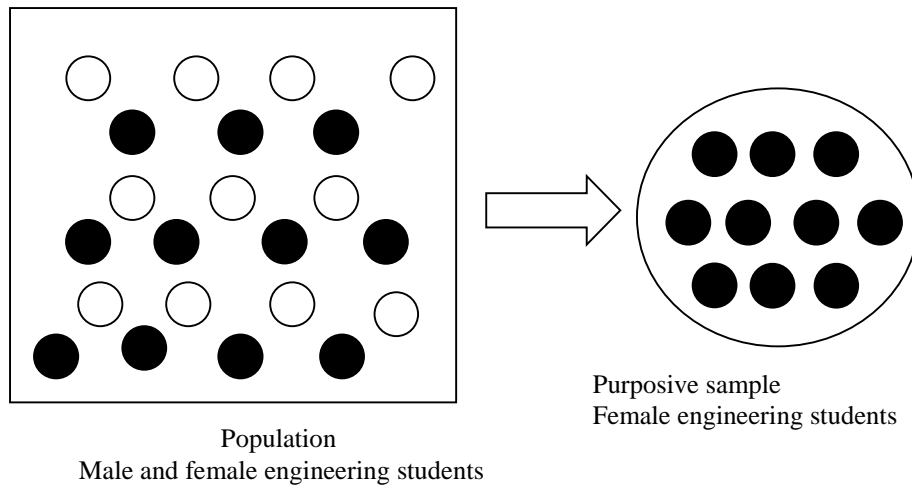 Purposive sample
Female engineering students
Population
Male and female engineering students